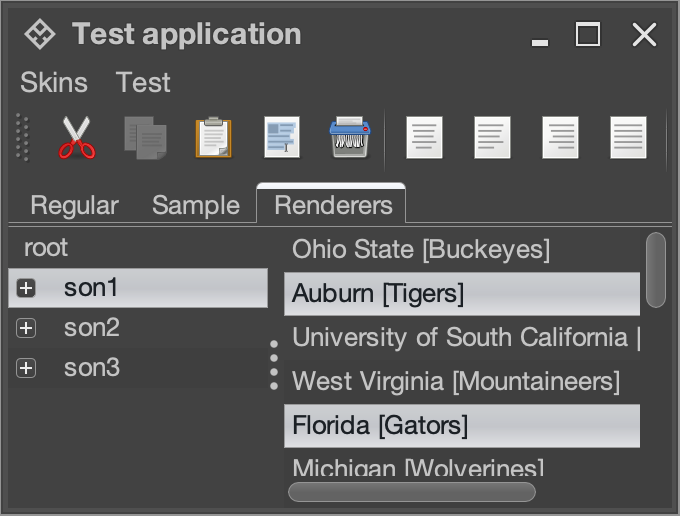 Test application
Skins Test
Regular Sample Renderers
root
son1
son2
son3
Ohio State [Buckeyes]
Auburn [Tigers]
University of South California [
West Virginia [Mountaineers]
Florida [Gators]
Michigan [Wolverines]